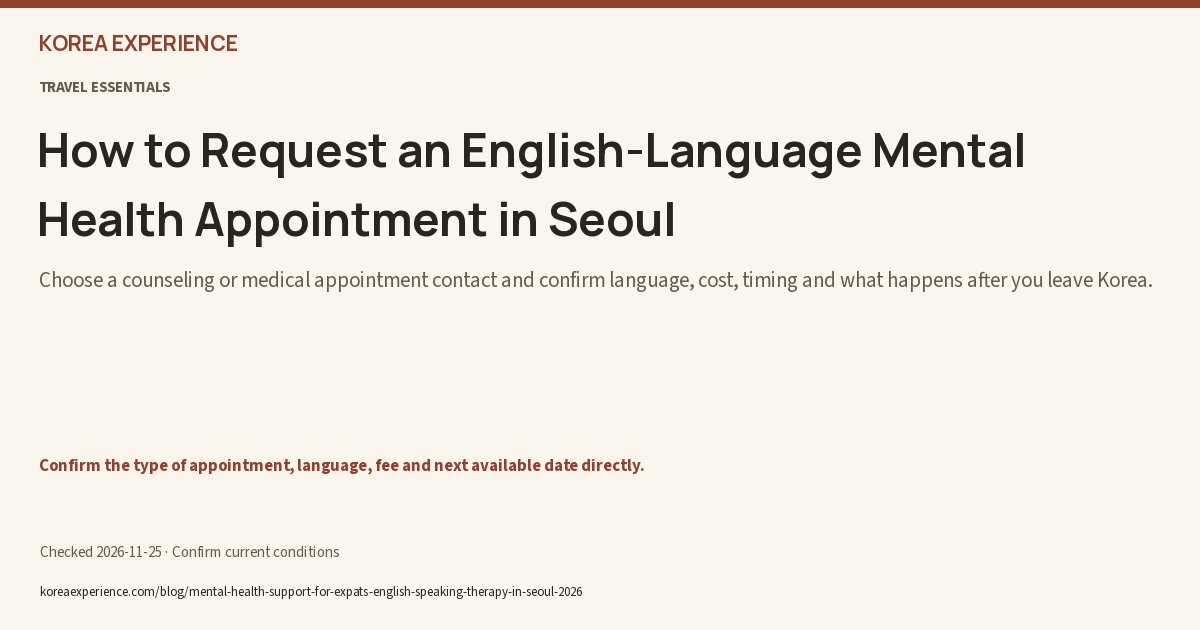 KOREA EXPERIENCE
TRAVEL ESSENTIALS
How to Request an English-Language Mental
Health Appointment in Seoul
Choose a counseling or medical appointment contact and confirm language, cost, timing and what happens after you leave Korea.
Confirm the type of appointment, language, fee and next available date directly.
Checked 2026-11-25 · Confirm current conditions
koreaexperience.com/blog/mental-health-support-for-expats-english-speaking-therapy-in-seoul-2026